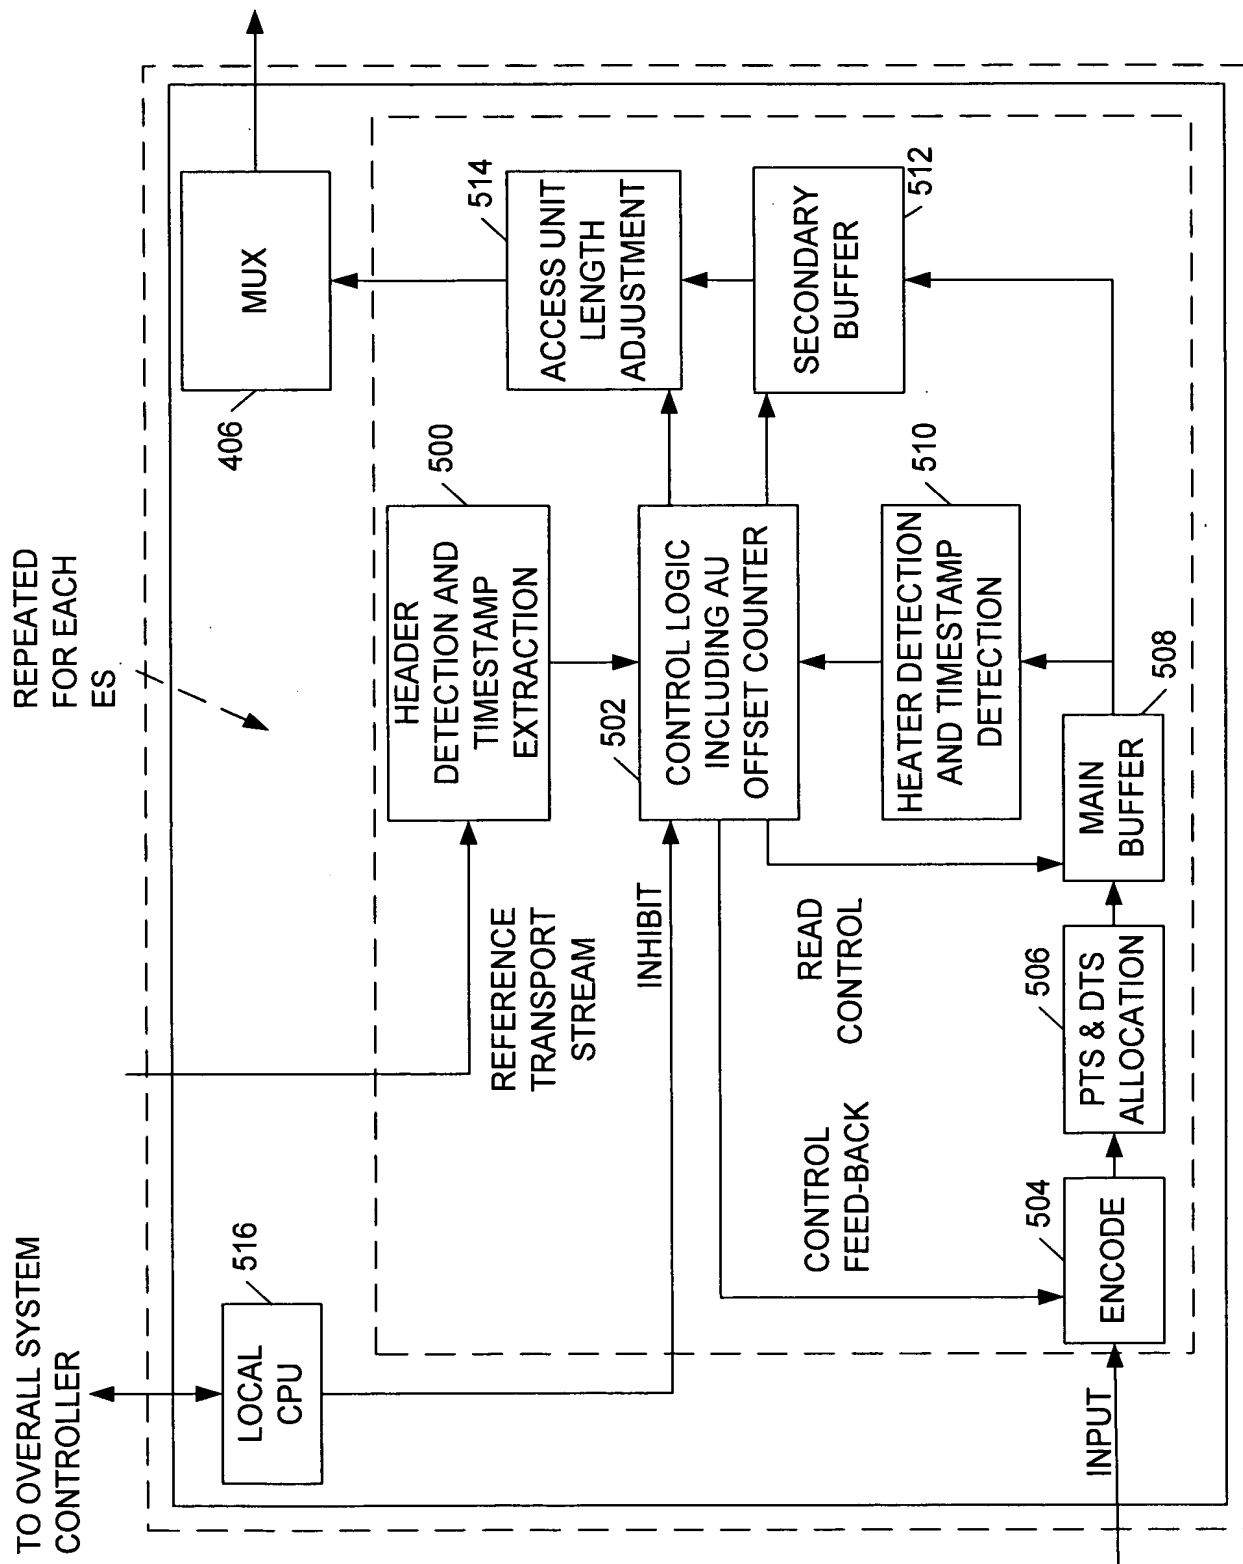 TO OVERALL SYSTEM
CONTROLLER
REPEATED
FOR EACH
ES
LOCAL
CPU
516
MUX
406
REFERENCE
TRANSPORT
STREAM
HEADER
DETECTION AND
TIMESTAMP
EXTRACTION
500
ACCESS UNIT
LENGTH
ADJUSTMENT
514
INHIBIT
CONTROL LOGIC
INCLUDING AU
OFFSET COUNTER
502
CONTROL
FEED-BACK
READ
CONTROL
SECONDARY
BUFFER
512
HEATER DETECTION
AND TIMESTAMP
DETECTION
510
INPUT
ENCODE
504
PTS & DTS
ALLOCATION
506
MAIN
BUFFER
508